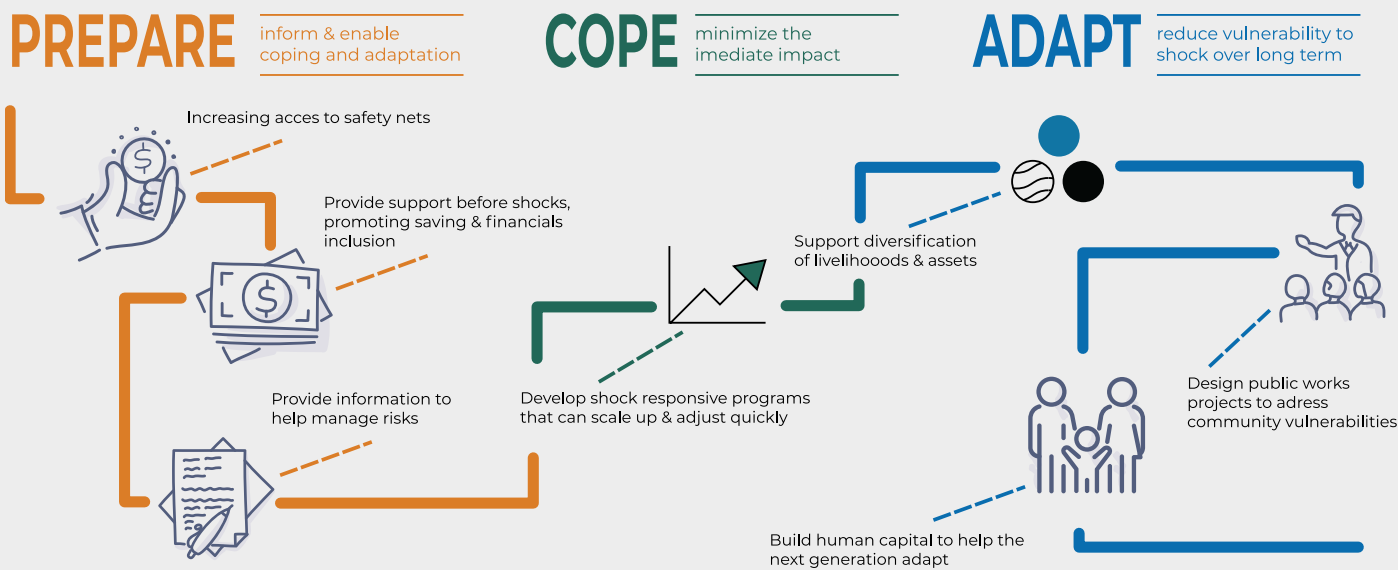 PREPARE
inform & enable
coping and adaptation
COPE
minimize the
imediate impact
ADAPT
reduce vulnerability to
shock over long term
Increasing acces to safety nets
$
Provide support before shocks,
promoting saving & financials
inclusion
$
Provide information to
help manage risks
Develop shock responsive programs
that can scale up & adjust quickly
Support diversification
of livelihooods & assets
Design public works
projects to adress
community vulnerabilities
Build human capital to help the
next generation adapt